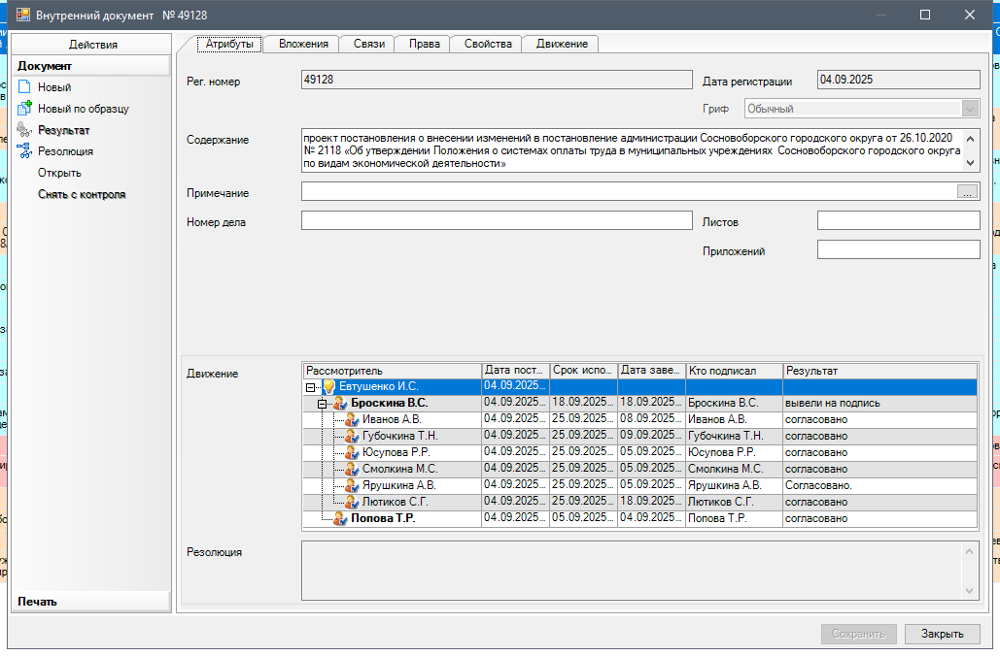 Внутренний документ № 49128
Действия
Документ
Новый
Новый по образцу
Результат
Резолюция
Открыть
Снять с контроля
Печать
Атрибуты Вложения Связи Права Свойства Движение
Рег. номер 49128 Дата регистрации 04.09.2025
Гриф Обычный
Содержание
проект постановления о внесении изменений в постановление администрации Сосновоборского городского округа от 26.10.2020
№ 2118 «Об утверждении Положения о системах оплаты труда в муниципальных учреждениях Сосновоборского городского округа
по видам экономической деятельности»
Примечание ...
Номер дела Листов
Приложений
Движение
Рассмотритель Дата пост... Срок испо... Дата заве... Кто подписал Результат
Евтушенко И.С. 04.09.2025...
Броскина В.С. 04.09.2025... 18.09.2025... 18.09.2025... Броскина В.С. вывели на подпись
Иванов А.В. 04.09.2025... 25.09.2025... 08.09.2025... Иванов А.В. согласовано
Губочкина Т.Н. 04.09.2025... 25.09.2025... 09.09.2025... Губочкина Т.Н. согласовано
Юсупова Р.Р. 04.09.2025... 25.09.2025... 05.09.2025... Юсупова Р.Р. согласовано
Смолкина М.С. 04.09.2025... 25.09.2025... 05.09.2025... Смолкина М.С. согласовано
Ярушкина А.В. 04.09.2025... 25.09.2025... 05.09.2025... Ярушкина А.В. Согласовано.
Лютиков С.Г. 04.09.2025... 25.09.2025... 18.09.2025... Лютиков С.Г. согласовано
Попова Т.Р. 04.09.2025... 05.09.2025... 04.09.2025... Попова Т.Р. согласовано
Резолюция
Сохранить Закрыть